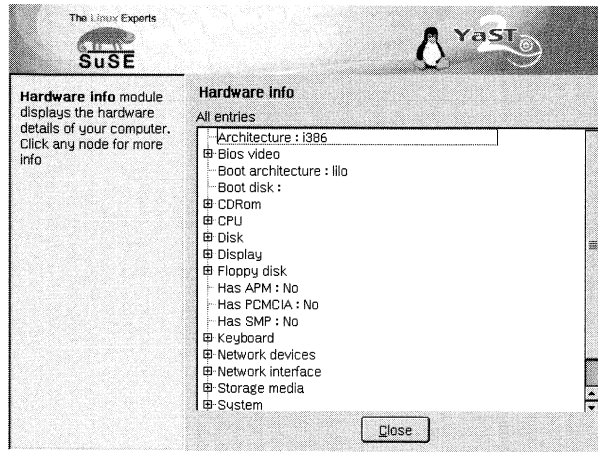 The Linux Experts
SuSE
YaST
2
Hardware info module
displays the hardware
details of your computer.
Click any node for more
info
Hardware info
All entries
Architecture : i386
Bios video
Boot architecture : lilo
Boot disk :
CDRom
CPU
Disk
Display
Floppy disk
Has APM : No
Has PCMCIA : No
Has SMP : No
Keyboard
Network devices
Network interface
Storage media
System
Close